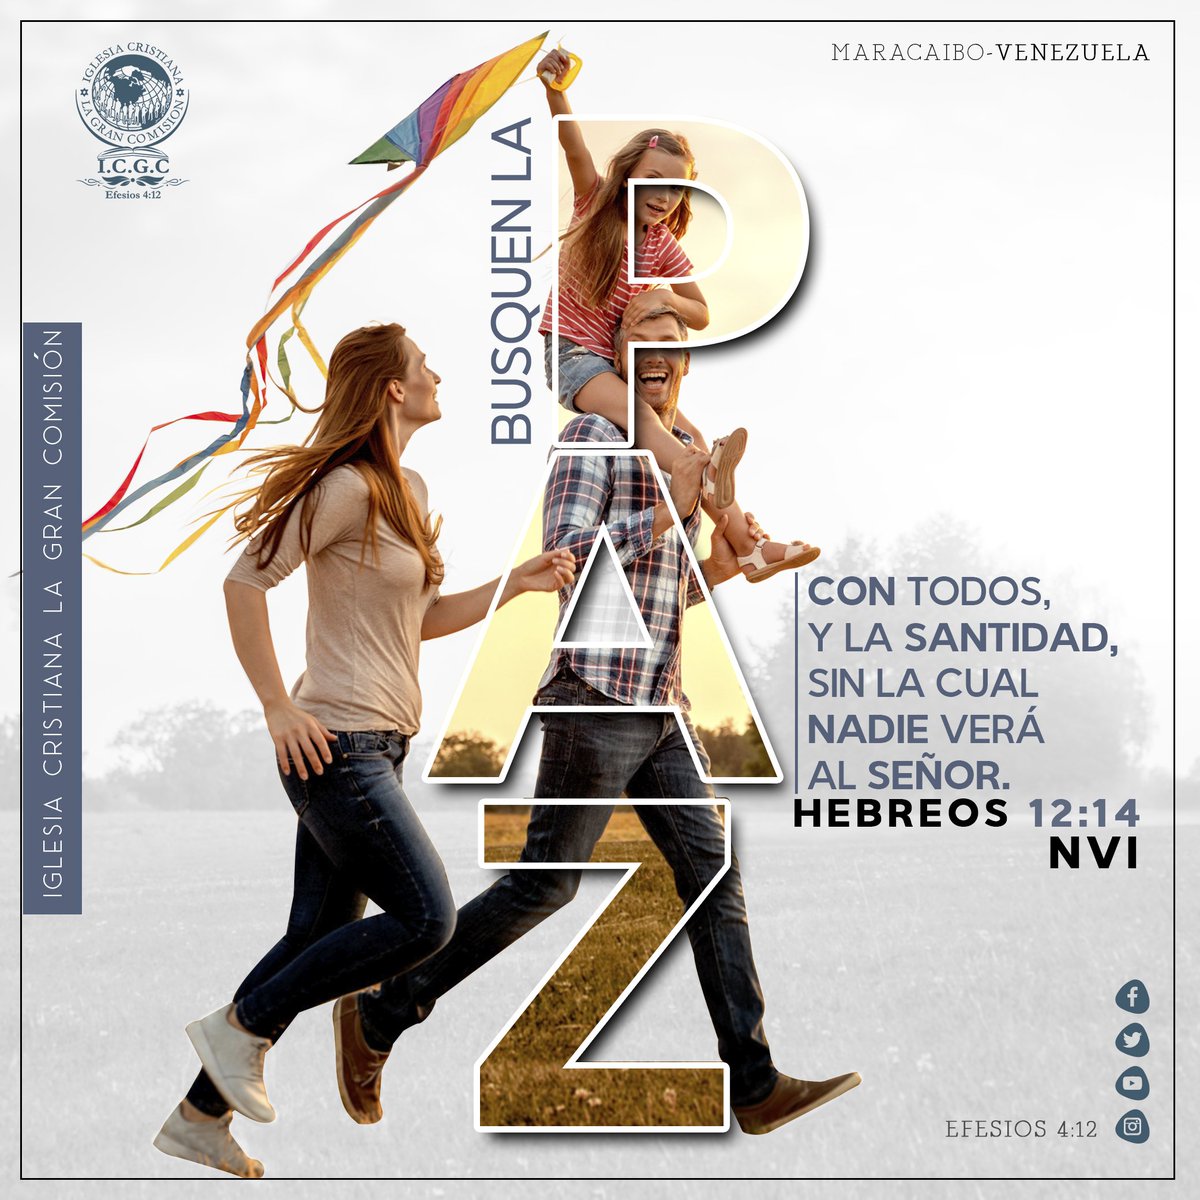 IGLESIA CRISTIANA
LA GRAN COMISION
I.C.G.C
Efesios 4:12
MARACAIBO-VENEZUELA
IGLESIA CRISTIANA LA GRAN COMISIÓN
BUSQUEN LA
PAZ
CON TODOS,
Y LA SANTIDAD,
SIN LA CUAL
NADIE VERÁ
AL SEÑOR.
HEBREOS 12:14
NVI
EFESIOS 4:12